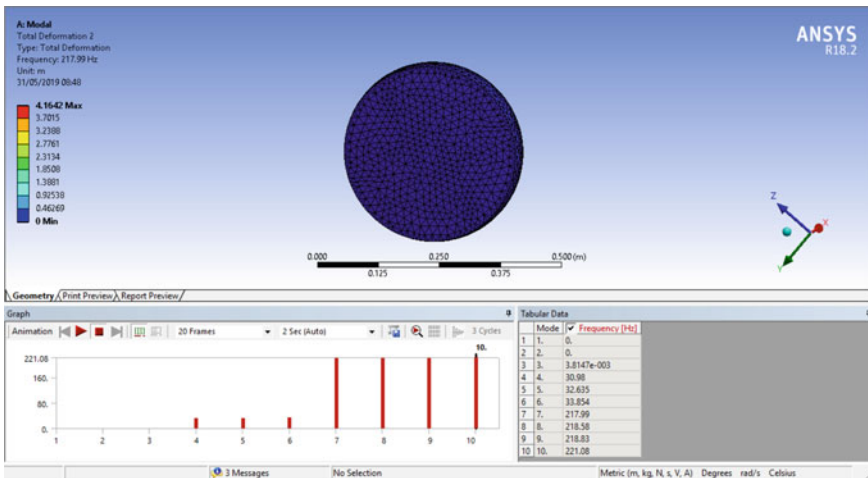 A: Modal
Total Deformation 2
Type: Total Deformation
Frequency: 217.99 Hz
Unit: m
31/05/2019 08:48
4.1642 Max
3.7015
3.2388
2.7761
2.3134
1.8508
1.3881
0.92538
0.46269
0 Min
ANSYS
R18.2
Z
X
Y
0.000 0.250 0.500 (m)
0.125 0.375
Geometry Print Preview Report Preview
Graph
Animation 20 Frames 2 Sec (Auto) 3 Cycles
10.
221.08
160.
80.
0.
1 2 3 4 5 6 7 8 9 10
Tabular Data
Mode Frequency [Hz]
1 1. 0.
2 2. 0.
3 3. 3.8147e-003
4 4. 30.98
5 5. 32.635
6 6. 33.854
7 7. 217.99
8 8. 218.58
9 9. 218.83
10 10. 221.08
3 Messages No Selection Metric (m, kg, N, s, V, A) Degrees rad/s Celsius